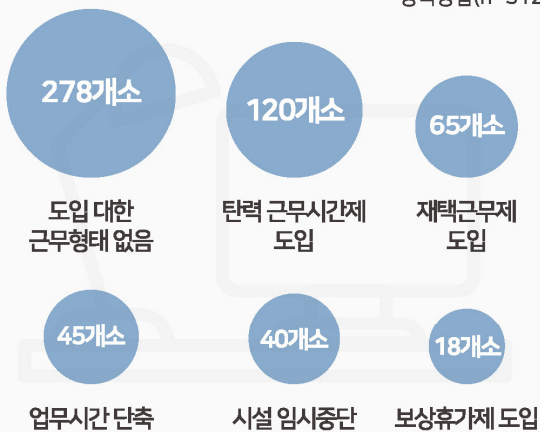 278개소
120개소
65개소
도입 대한
근무형태 없음
탄력 근무시간제
도입
재택근무제
도입
45개소
40개소
18개소
업무시간 단축
시설 임시중단
보상휴가제 도입